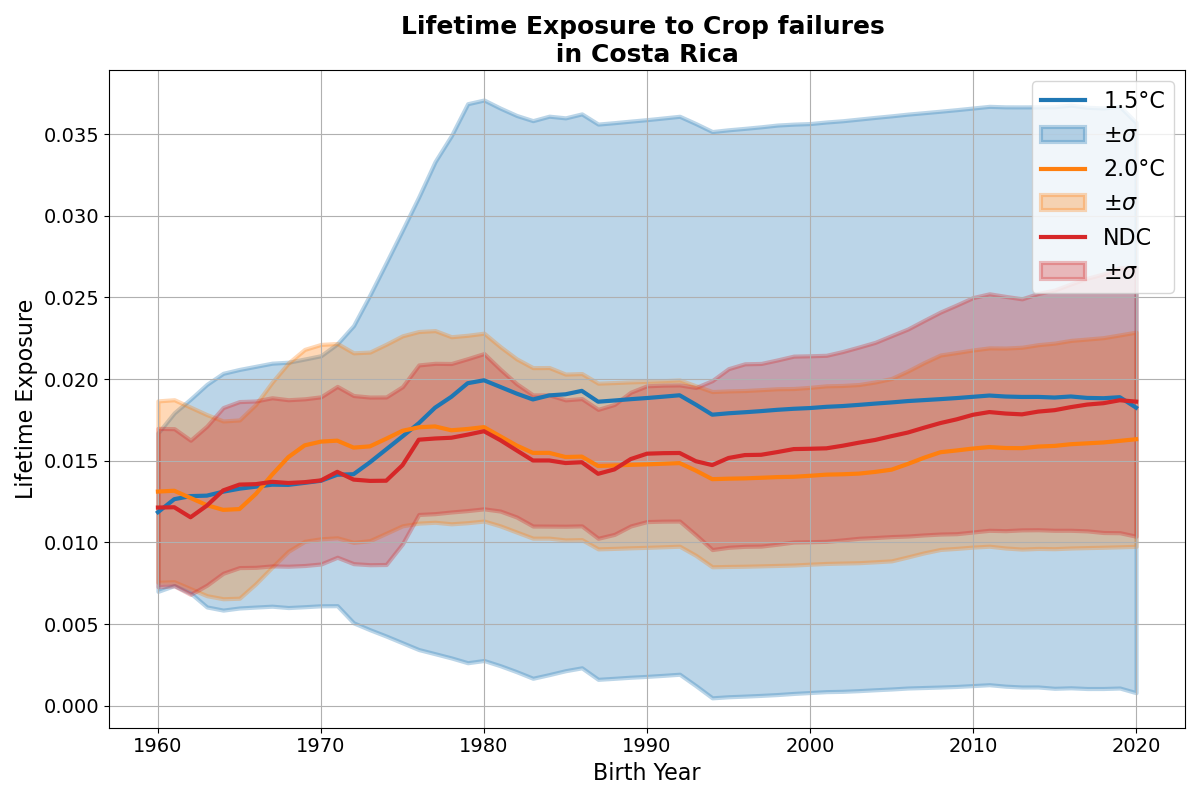 Lifetime Exposure to Crop failures
in Costa Rica
Lifetime Exposure
0.035
0.030
0.025
0.020
0.015
0.010
0.005
0.000
1960 1970 1980 1990 2000 2010 2020
Birth Year
1.5°C
±σ
2.0°C
±σ
NDC
±σ